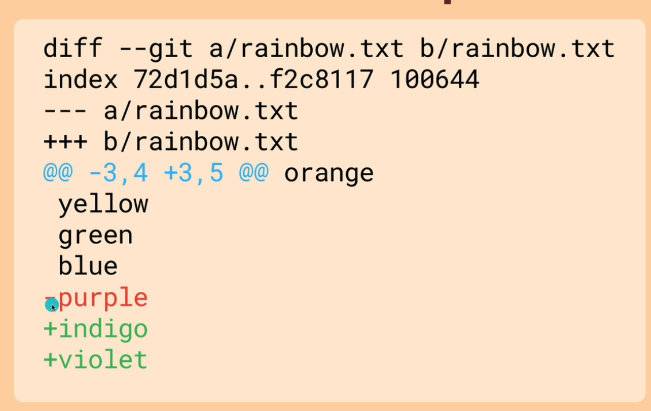 diff --git a/rainbow.txt b/rainbow.txt
index 72d1d5a..f2c8117 100644
--- a/rainbow.txt
+++ b/rainbow.txt
@@ -3,4 +3,5 @@ orange
 yellow
 green
 blue
-purple
+indigo
+violet